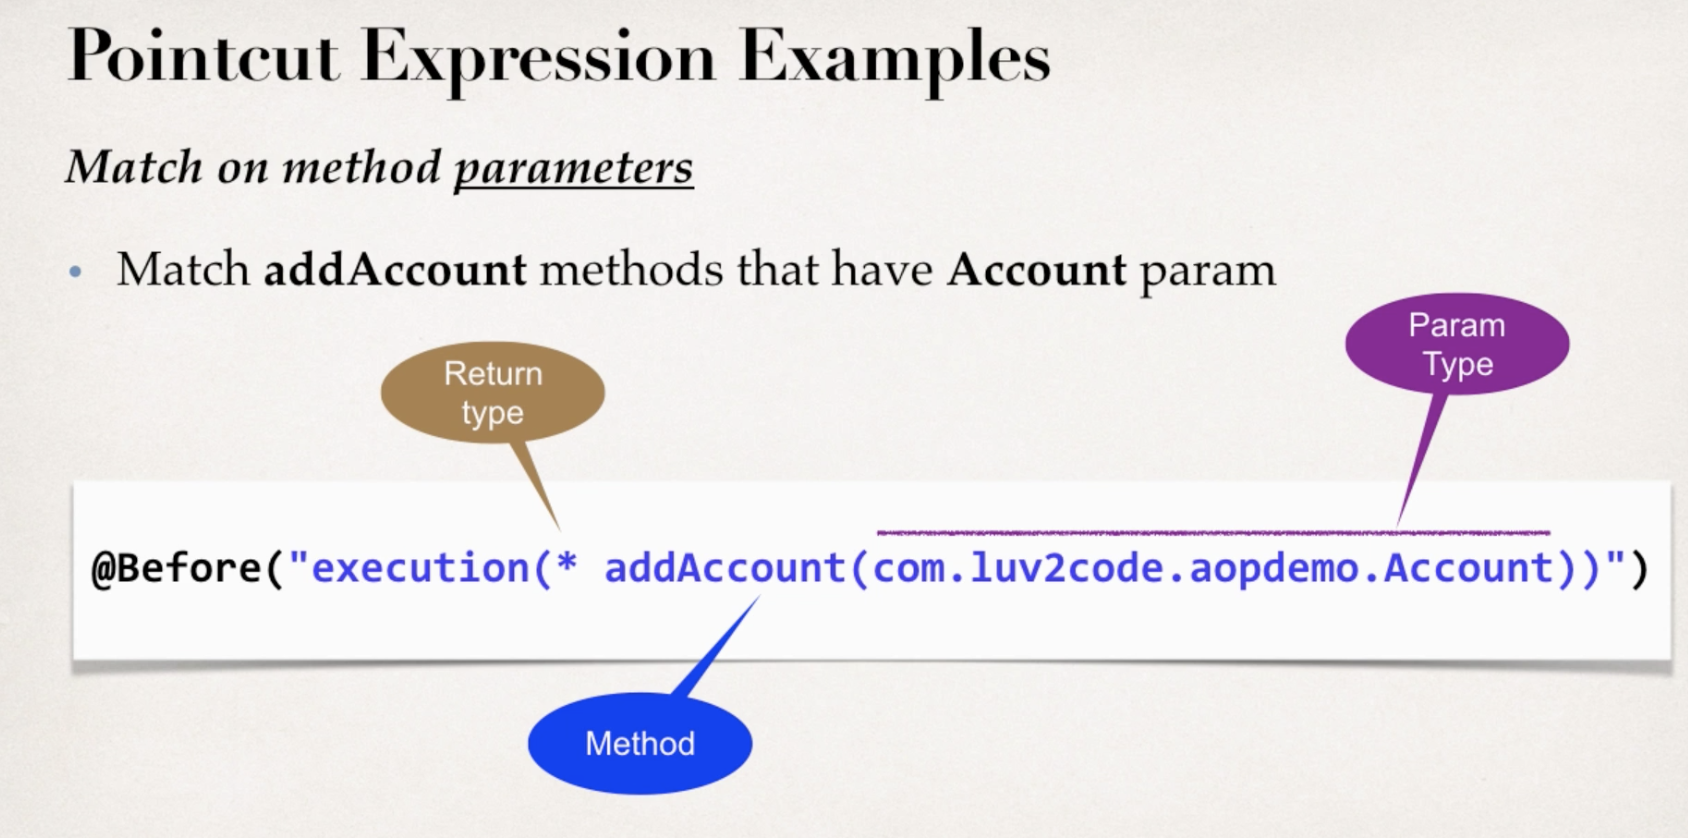 Pointcut Expression Examples
Match on method parameters
• Match addAccount methods that have Account param
Param
Type
Return
type
@Before("execution(* addAccount(com.luv2code.aopdemo.Account))")
Method